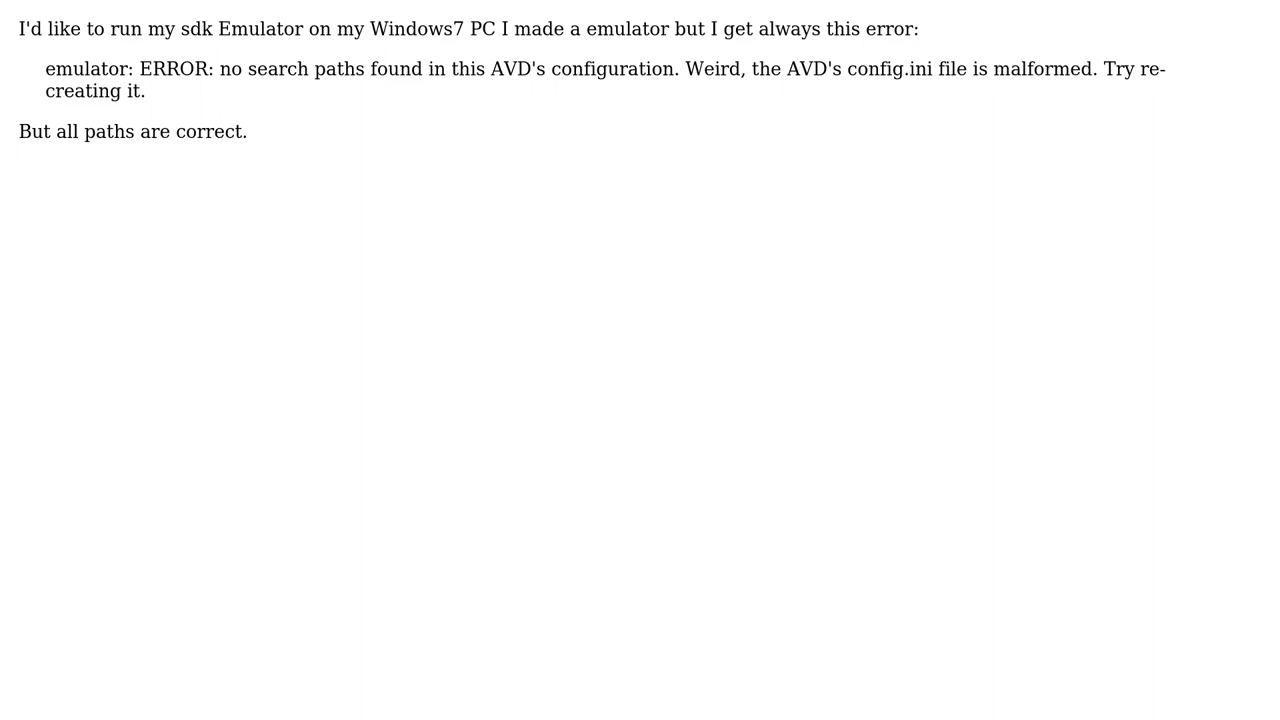 I'd like to run my sdk Emulator on my Windows7 PC I made a emulator but I get always this error:
emulator: ERROR: no search paths found in this AVD's configuration. Weird, the AVD's config.ini file is malformed. Try re-
creating it.
But all paths are correct.